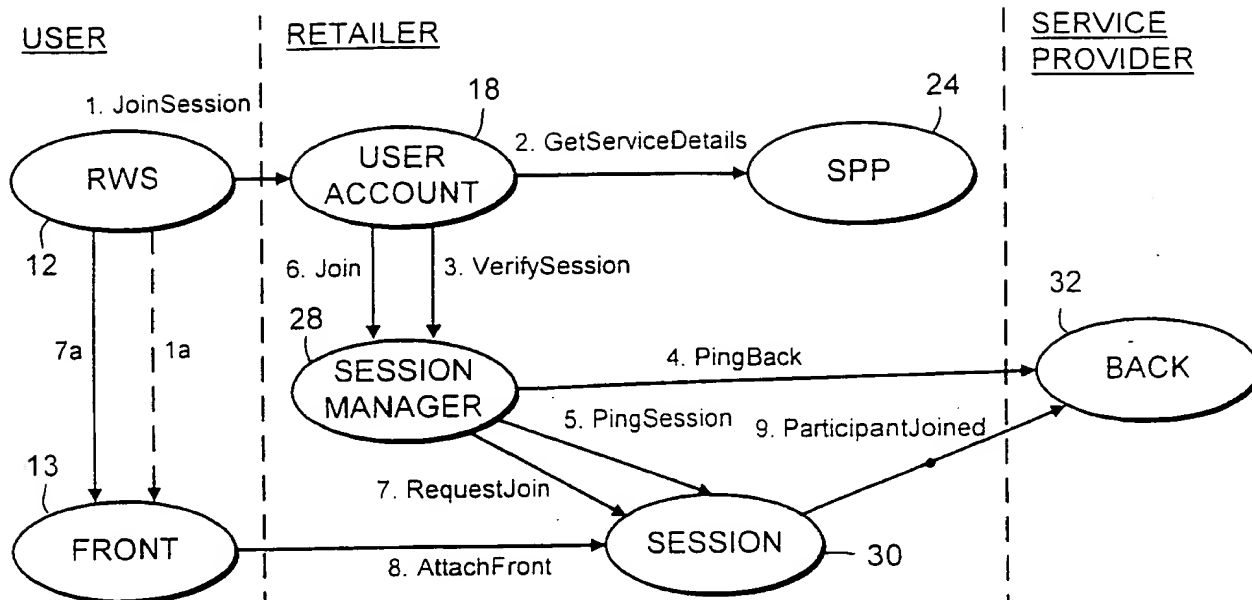 USER
RETAILER
SERVICE
PROVIDER
1. JoinSession
18
24
RWS
USER
ACCOUNT
2. GetServiceDetails
SPP
12
6. Join
3. VerifySession
28
32
7a
1a
SESSION
MANAGER
4. PingBack
BACK
5. PingSession
9. ParticipantJoined
13
7. RequestJoin
FRONT
8. AttachFront
SESSION
30